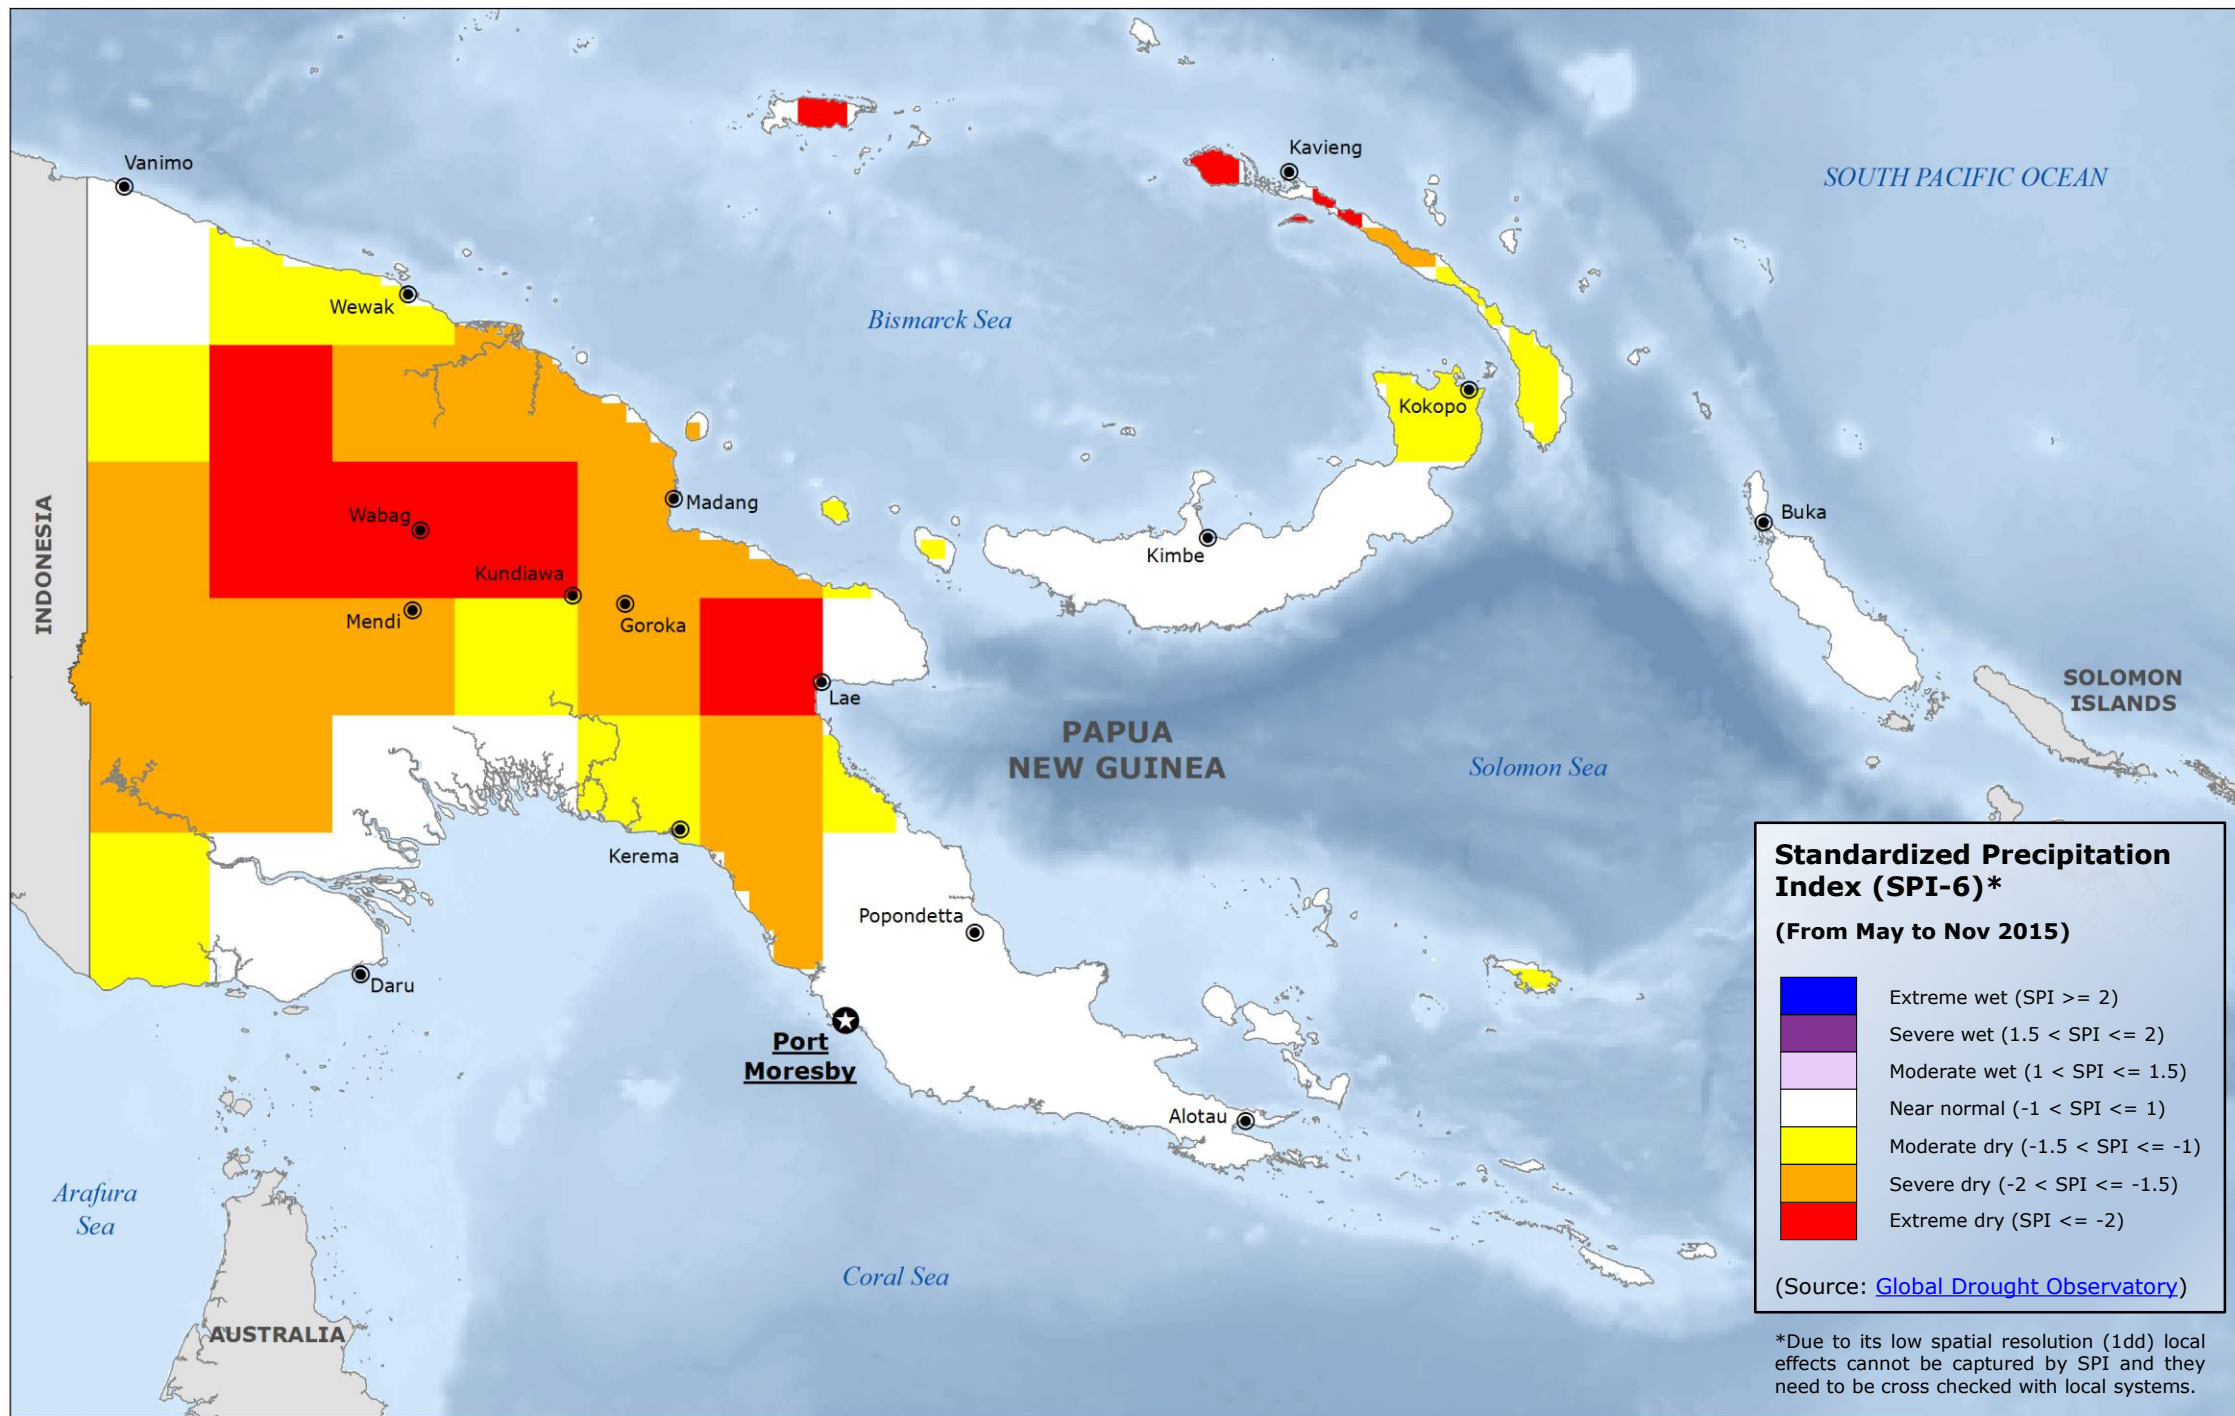 Kavieng
Vanimo
SOUTH PACIFIC OCEAN
Wewak
Bismarck Sea
Kokopo
INDONESIA
Wabag
Madang
Buka
Kimbe
Kundiawa
Mendi
Goroka
Lae
SOLOMON
ISLANDS
PAPUA
NEW GUINEA
Solomon Sea
Kerema
Popondetta
Daru
Port
Moresby
Alotau
Arafura
Sea
Coral Sea
AUSTRALIA
Standardized Precipitation
Index (SPI-6)*
(From May to Nov 2015)
Extreme wet (SPI >= 2)
Severe wet (1.5 < SPI <= 2)
Moderate wet (1 < SPI <= 1.5)
Near normal (-1 < SPI <= 1)
Moderate dry (-1.5 < SPI <= -1)
Severe dry (-2 < SPI <= -1.5)
Extreme dry (SPI <= -2)
(Source: Global Drought Observatory)
*Due to its low spatial resolution (1dd) local
effects cannot be captured by SPI and they
need to be cross checked with local systems.